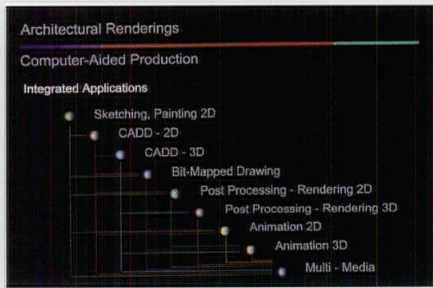 Architectural Renderings
Computer-Aided Production
Integrated Applications
Sketching, Painting 2D
CADD - 2D
CADD - 3D
Bit-Mapped Drawing
Post Processing - Rendering 2D
Post Processing - Rendering 3D
Animation 2D
Animation 3D
Multi - Media